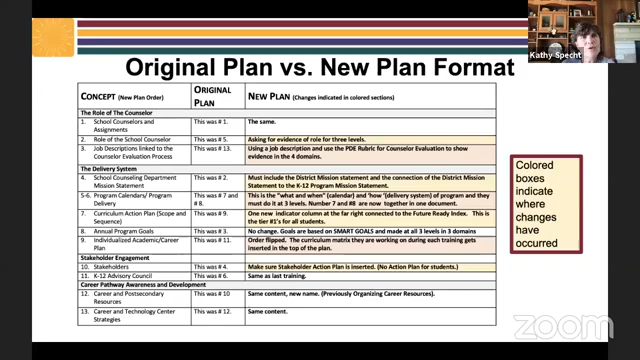 Kathy Specht
Original Plan vs. New Plan Format
CONCEPT (New Plan Order)
ORIGINAL
PLAN
NEW PLAN (Changes indicated in colored sections)
The Role of The Counselor
1. School Counselors and
Assignments
This was # 1.
The same.
2. Role of the School Counselor
This was # 5.
Asking for evidence of role for three levels.
3. Job Descriptions linked to the
Counselor Evaluation Process
This was # 13.
Using a job description and use the PDE Rubric for Counselor Evaluation to show
evidence in the 4 domains.
The Delivery System
4. School Counseling Department
Mission Statement
This was # 2.
Must include the District Mission statement and the connection of the District Mission
Statement to the K-12 Program Mission Statement.
5-6. Program Calendars/ Program
Delivery
This was # 7 and
# 8.
This is the "what and when" (calendar) and 'how' (delivery system) of program and they
must do it at 3 levels. Number 7 and #8 are now together in one document.
7. Curriculum Action Plan (Scope and
Sequence)
This was # 9.
One new indicator column at the far right connected to the Future Ready Index. This is
the tier #1's for all students.
8. Annual Program Goals
This was # 3.
No change. Goals are based on SMART GOALS and made at all 3 levels in 3 domains
9. Individualized Academic/Career
Plan
This was # 11.
Order flipped. The curriculum matrix they are working on during each training gets
inserted in the top of the plan.
Stakeholder Engagement
10. Stakeholders
This was # 4.
Make sure Stakeholder Action Plan is inserted. (No Action Plan for students.)
11. K-12 Advisory Council
This was # 6.
Same as last training.
Career Pathway Awareness and Development
12. Career and Postsecondary
Resources
This was # 10
Same content, new name. (Previously Organizing Career Resources).
13. Career and Technology Center
Strategies
This was # 12.
Same content.
Colored
boxes
indicate
where
changes
have
occurred
zoom